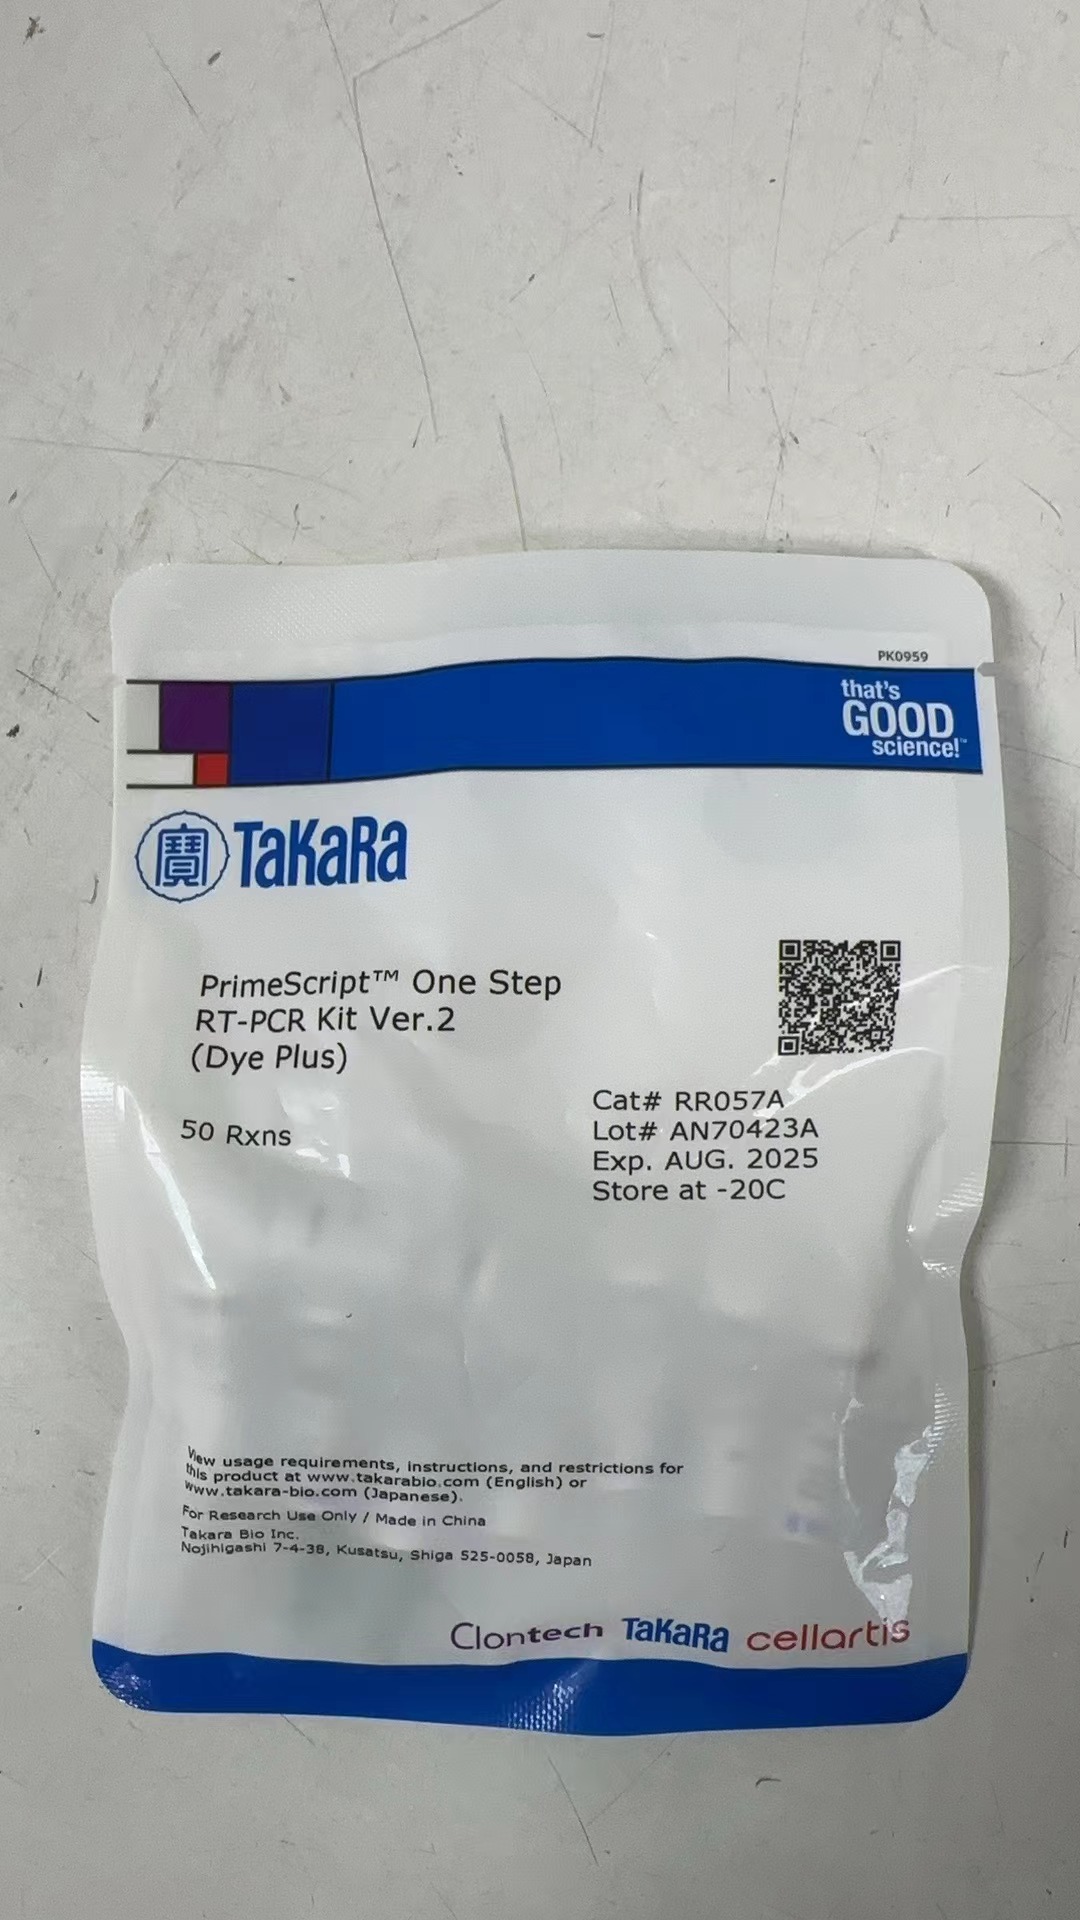 PK0959
that's
GOOD
science!™
寶 TaKaRa
PrimeScript™ One Step
RT-PCR Kit Ver.2
(Dye Plus)
50 Rxns
Cat# RR057A
Lot# AN70423A
Exp. AUG. 2025
Store at -20C
View usage requirements, instructions, and restrictions for
this product at www.takarabio.com (English) or
www.takara-bio.com (Japanese).
For Research Use Only / Made in China
Takara Bio Inc.
Nojihigashi 7-4-38, Kusatsu, Shiga 525-0058, Japan
Clontech TaKaRa cellartis